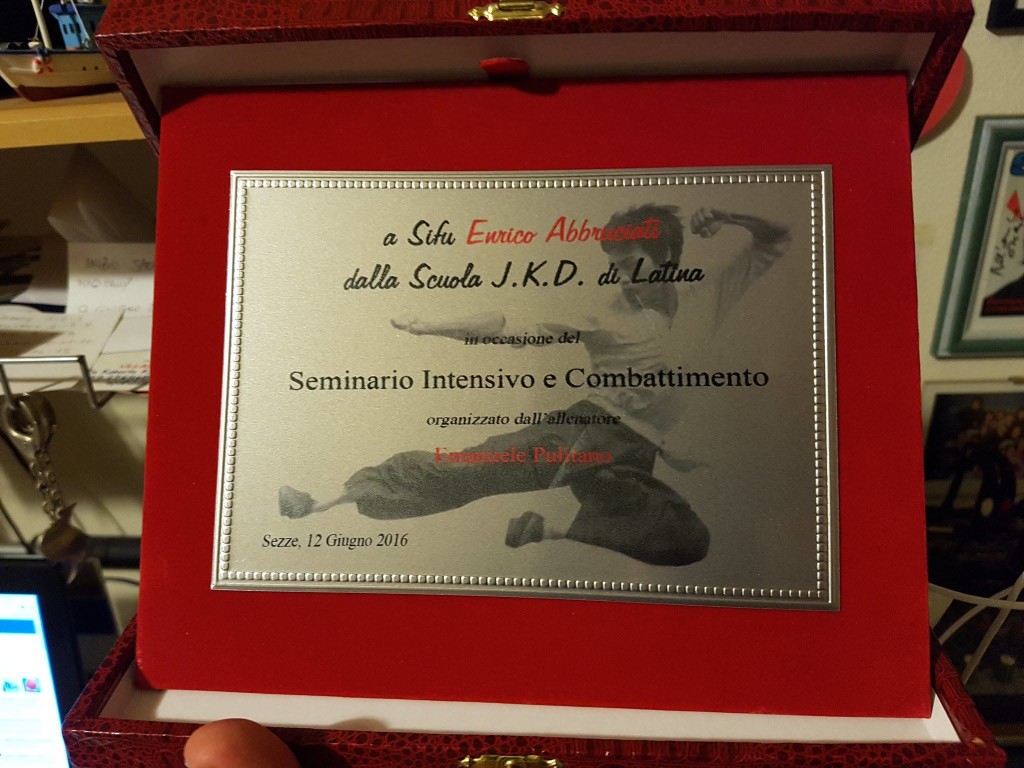 a Sifu Enrico Abbruciati
dalla Scuola J.K.D. di Latina
in occasione del
Seminario Intensivo e Combattimento
organizzato dall'allenatore
Emanuele Pulitano
Sezze, 12 Giugno 2016